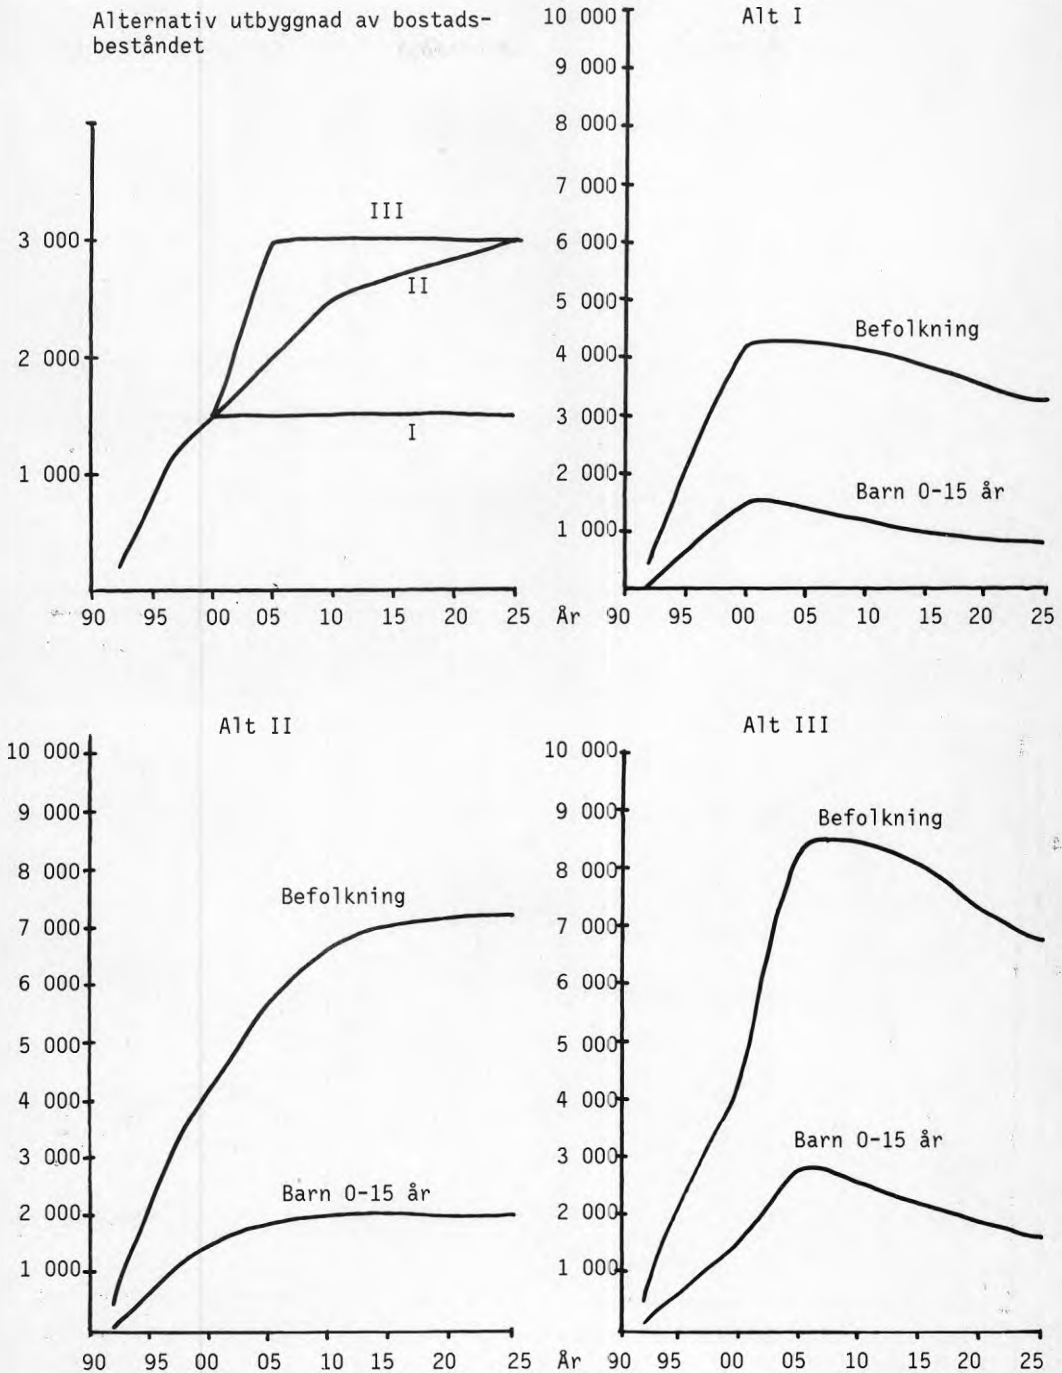 Alternativ utbyggnad av bostads-
beståndet
3 000
2 000
1 000
III
II
I
90 95 00 05 10 15 20 25 År
Alt I
10 000
9 000
8 000
7 000
6 000
5 000
4 000
3 000
2 000
1 000
Befolkning
Barn 0-15 år
90 95 00 05 10 15 20 25
Alt II
10 000
9 000
8 000
7 000
6 000
5 000
4 000
3 000
2 000
1 000
Befolkning
Barn 0-15 år
90 95 00 05 10 15 20 25 År
Alt III
10 000
9 000
8 000
7 000
6 000
5 000
4 000
3 000
2 000
1 000
Befolkning
Barn 0-15 år
90 95 00 05 10 15 20 25